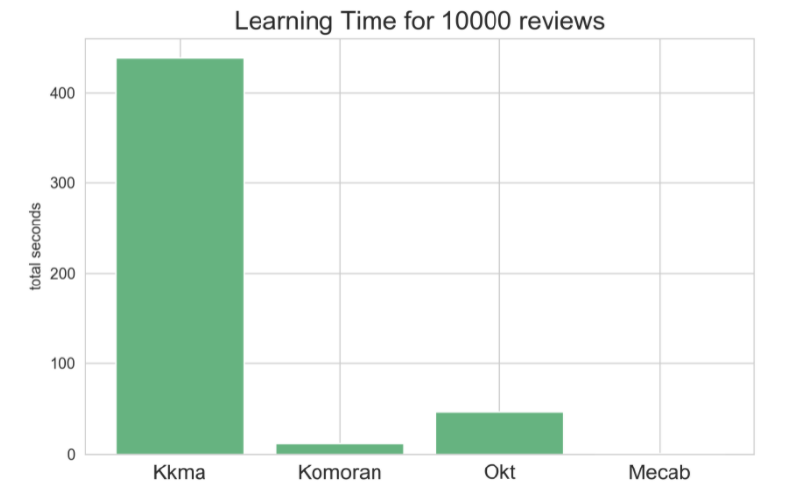 Learning Time for 10000 reviews
total seconds
400
300
200
100
0
Kkma Komoran Okt Mecab